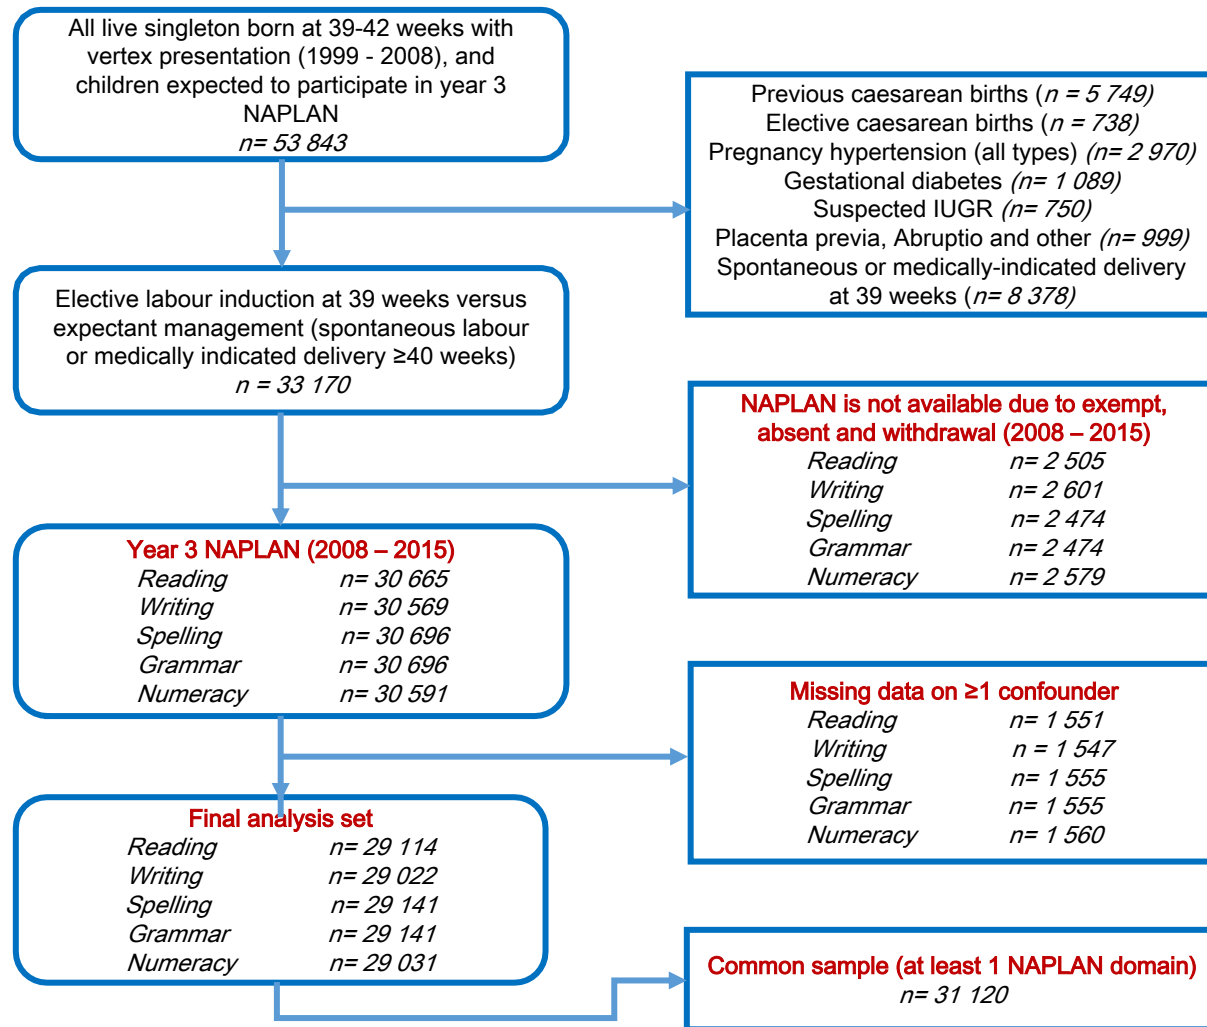 All live singleton born at 39-42 weeks with
vertex presentation (1999 - 2008), and
children expected to participate in year 3
NAPLAN
n= 53 843
Previous caesarean births (n = 5 749)
Elective caesarean births (n = 738)
Pregnancy hypertension (all types) (n= 2 970)
Gestational diabetes (n= 1 089)
Suspected IUGR (n= 750)
Placenta previa, Abruptio and other (n= 999)
Spontaneous or medically-indicated delivery
at 39 weeks (n= 8 378)
Elective labour induction at 39 weeks versus
expectant management (spontaneous labour
or medically indicated delivery ≥40 weeks)
n = 33 170
NAPLAN is not available due to exempt,
absent and withdrawal (2008 – 2015)
Reading n= 2 505
Writing n= 2 601
Spelling n= 2 474
Grammar n= 2 474
Numeracy n= 2 579
Year 3 NAPLAN (2008 – 2015)
Reading n= 30 665
Writing n= 30 569
Spelling n= 30 696
Grammar n= 30 696
Numeracy n= 30 591
Missing data on ≥1 confounder
Reading n= 1 551
Writing n = 1 547
Spelling n= 1 555
Grammar n= 1 555
Numeracy n= 1 560
Final analysis set
Reading n= 29 114
Writing n= 29 022
Spelling n= 29 141
Grammar n= 29 141
Numeracy n= 29 031
Common sample (at least 1 NAPLAN domain)
n= 31 120